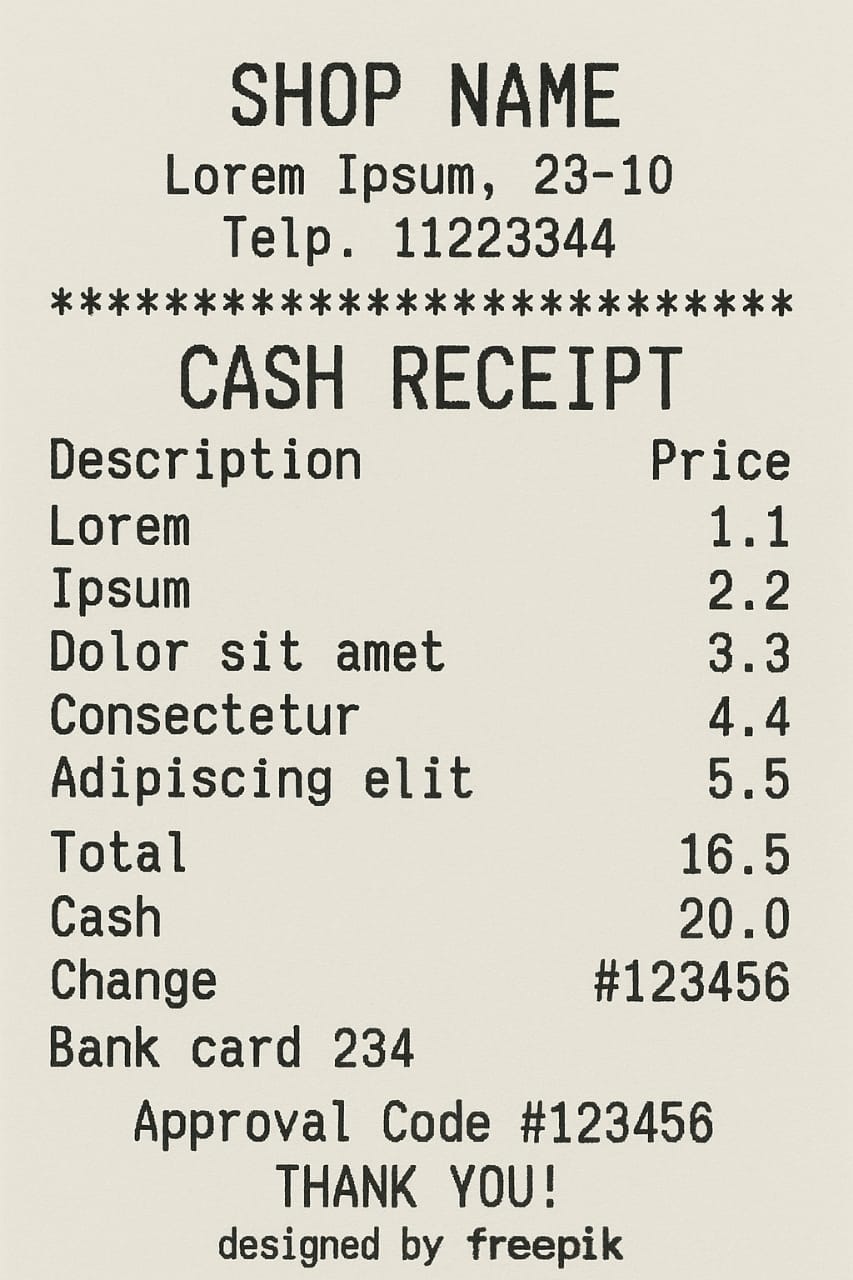 SHOP NAME
Lorem Ipsum, 23-10
Telp. 11223344
**************************
CASH RECEIPT
Description Price
Lorem 1.1
Ipsum 2.2
Dolor sit amet 3.3
Consectetur 4.4
Adipiscing elit 5.5
Total 16.5
Cash 20.0
Change #123456
Bank card 234
Approval Code #123456
THANK YOU!
designed by freepik